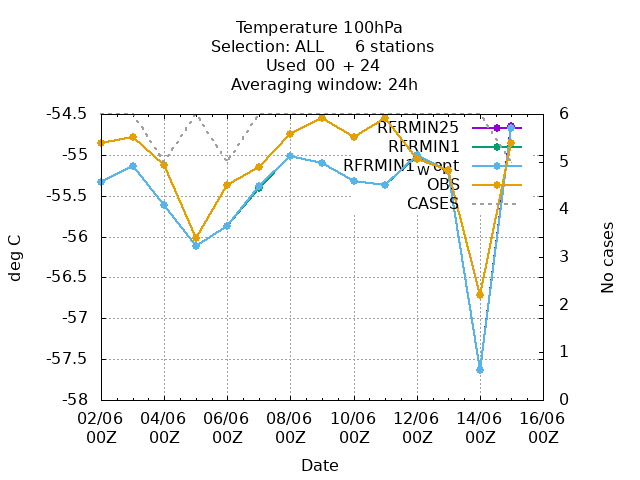 Temperature 100hPa
Selection: ALL 6 stations
Used 00 + 24
Averaging window: 24h
-54.5
-55
-55.5
-56
-56.5
-57
-57.5
-58
deg C
RFRMIN25
RFRMIN1
RFRMIN1wopt
OBS
CASES
6
5
4
3
2
1
0
No cases
02/06 04/06 06/06 08/06 10/06 12/06 14/06 16/06
00Z 00Z 00Z 00Z 00Z 00Z 00Z 00Z
Date